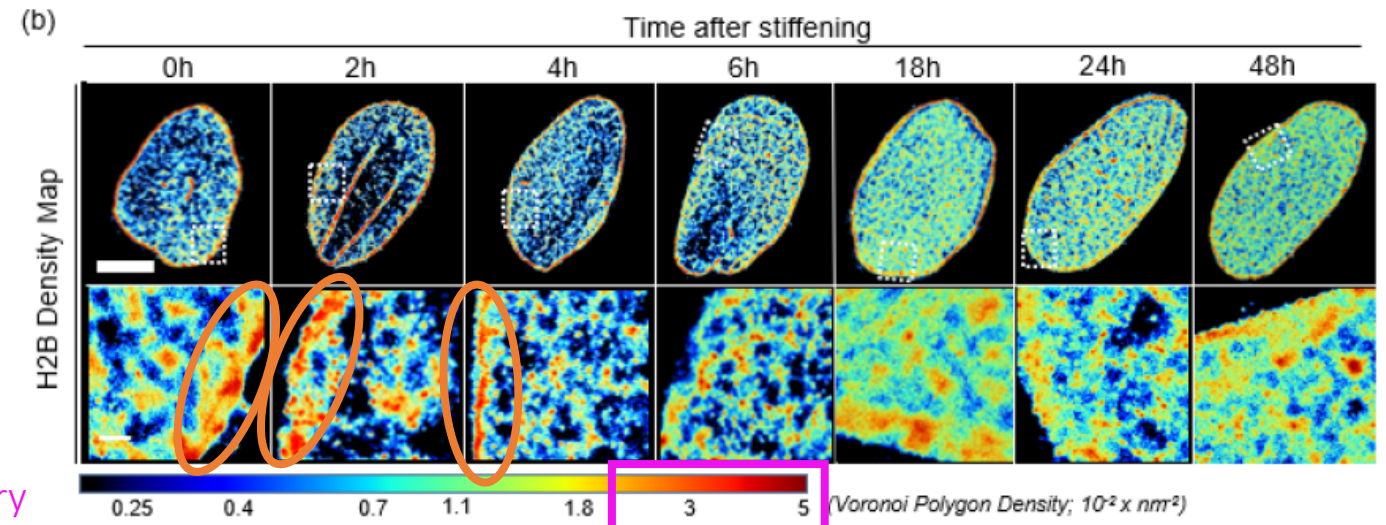 (b)
Time after stiffening
0h 2h 4h 6h 18h 24h 48h
H2B Density Map
ry
0.25 0.4 0.7 1.1 1.8 3 5 (Voronoi Polygon Density; 10⁻² x nm⁻²)